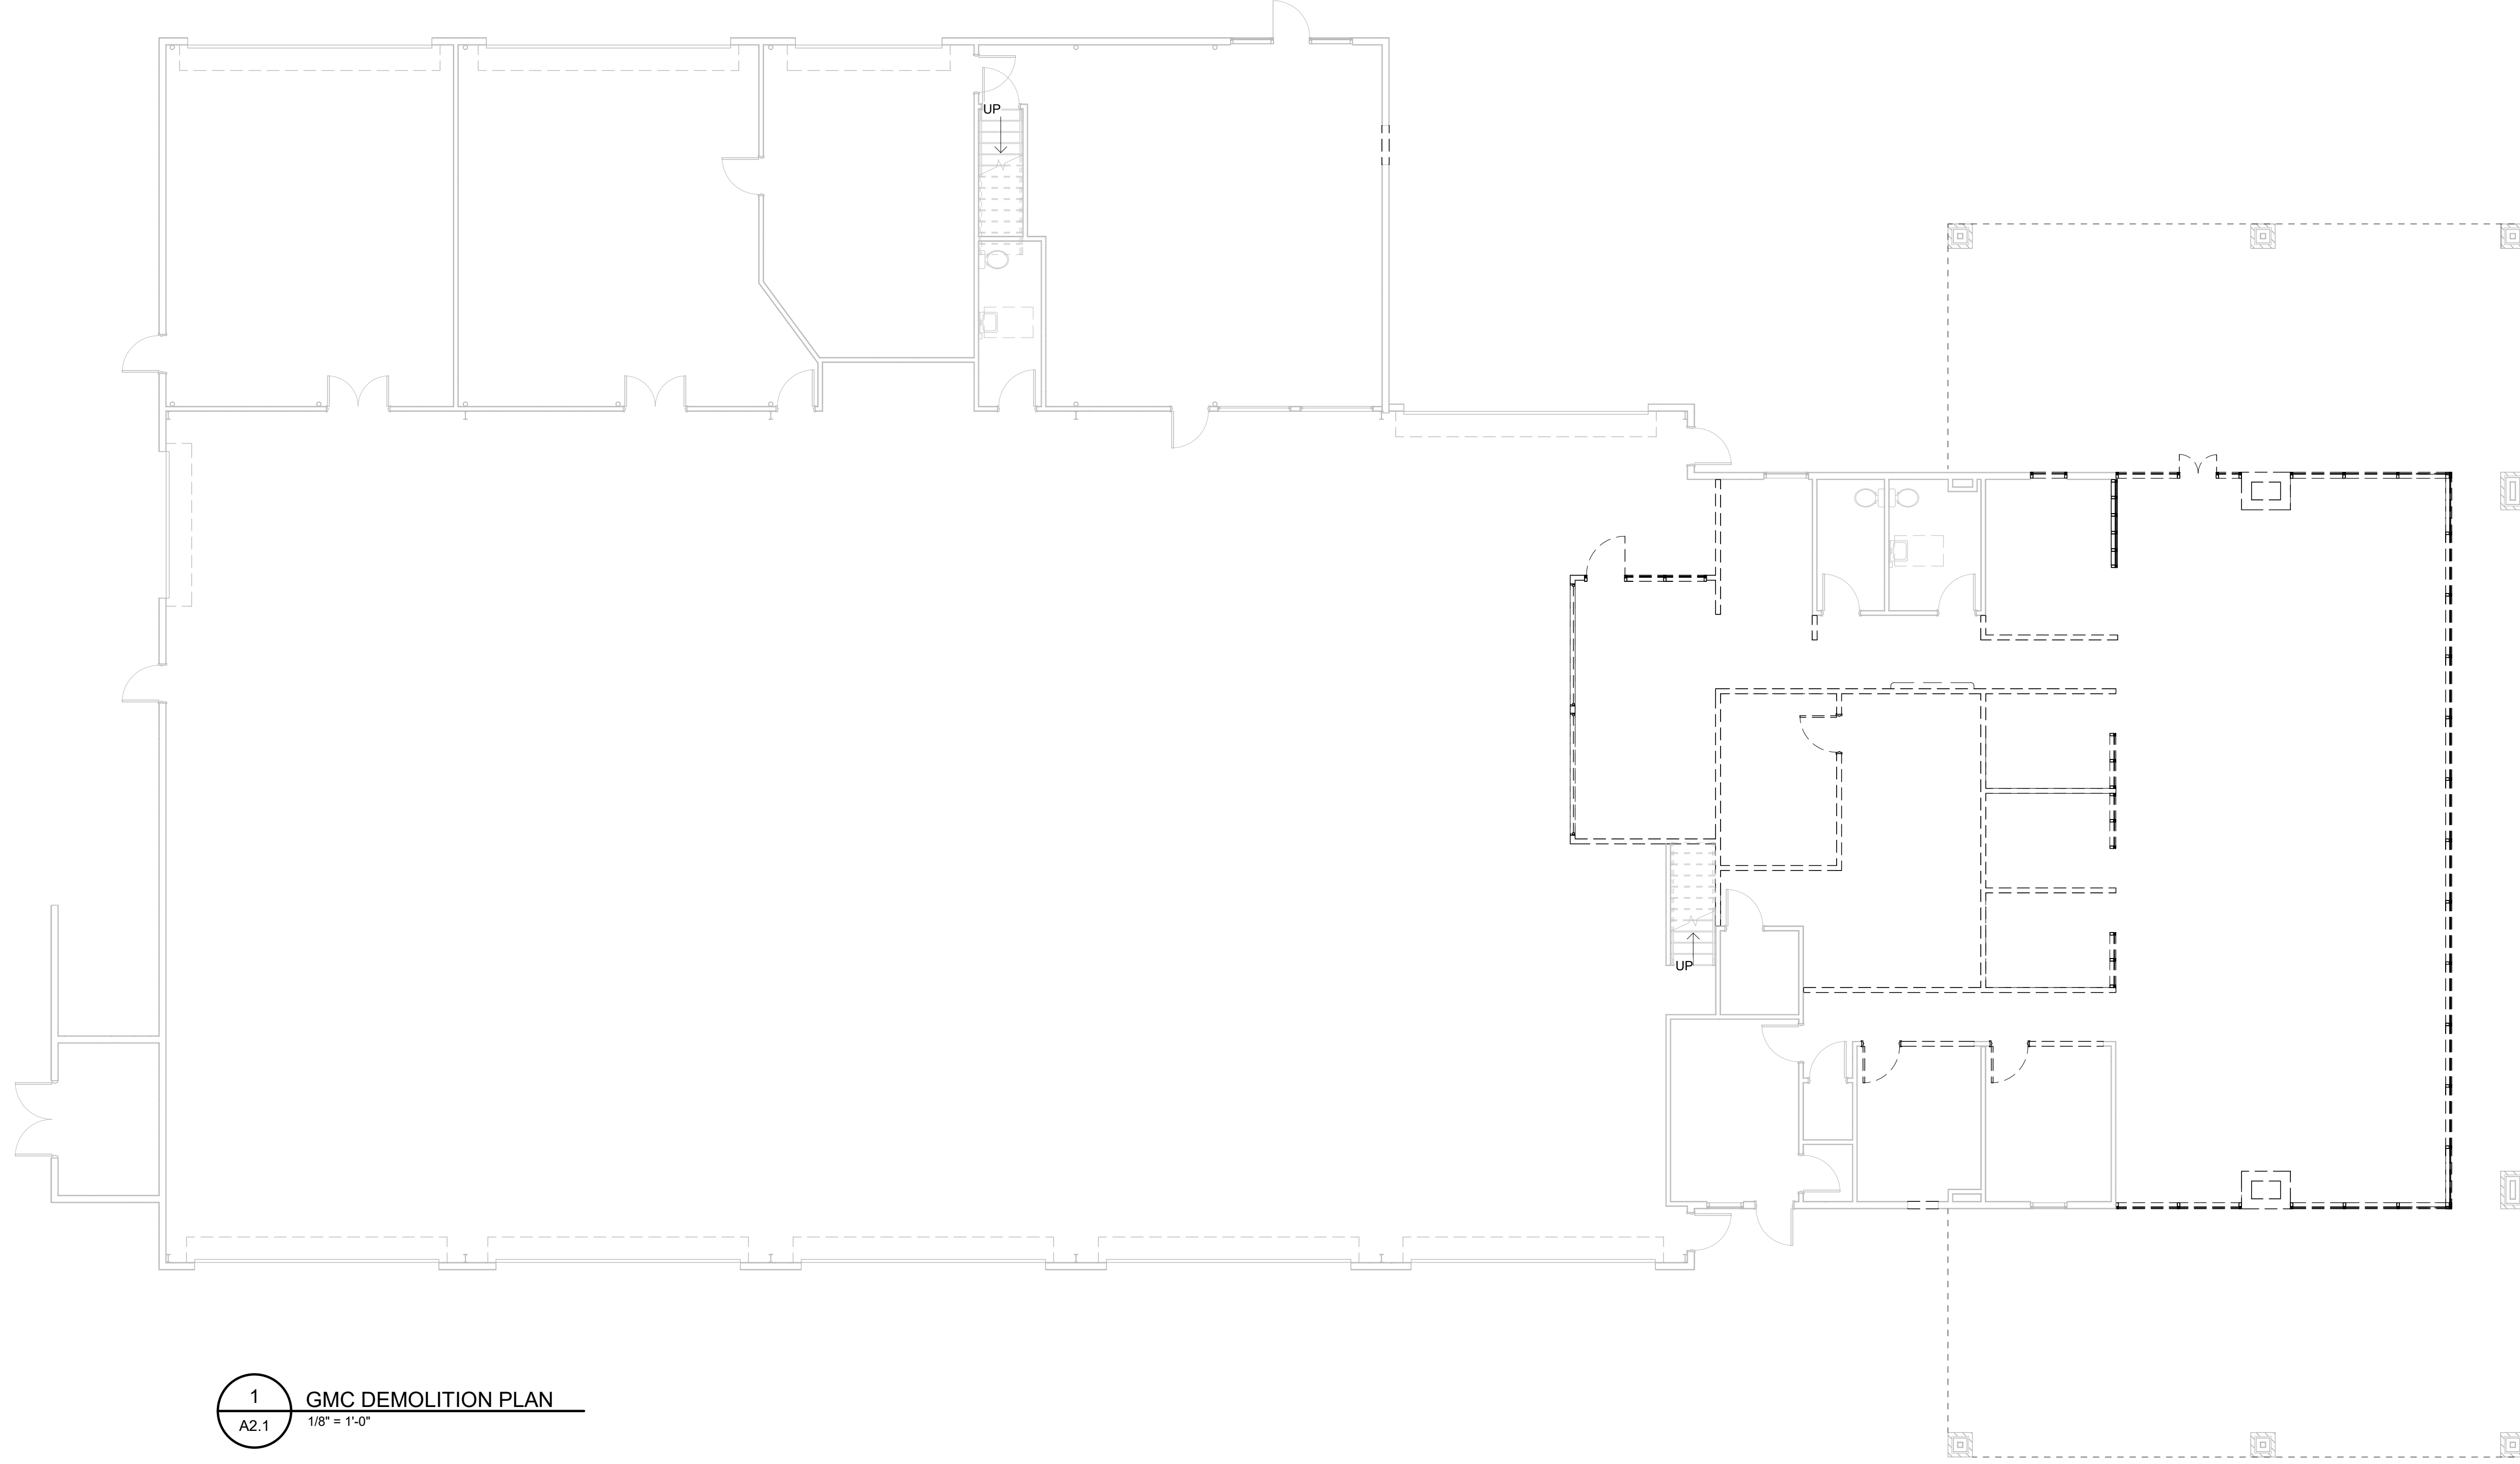 UP
UP
1
GMC DEMOLITION PLAN
A2.1
1/8" = 1'-0"